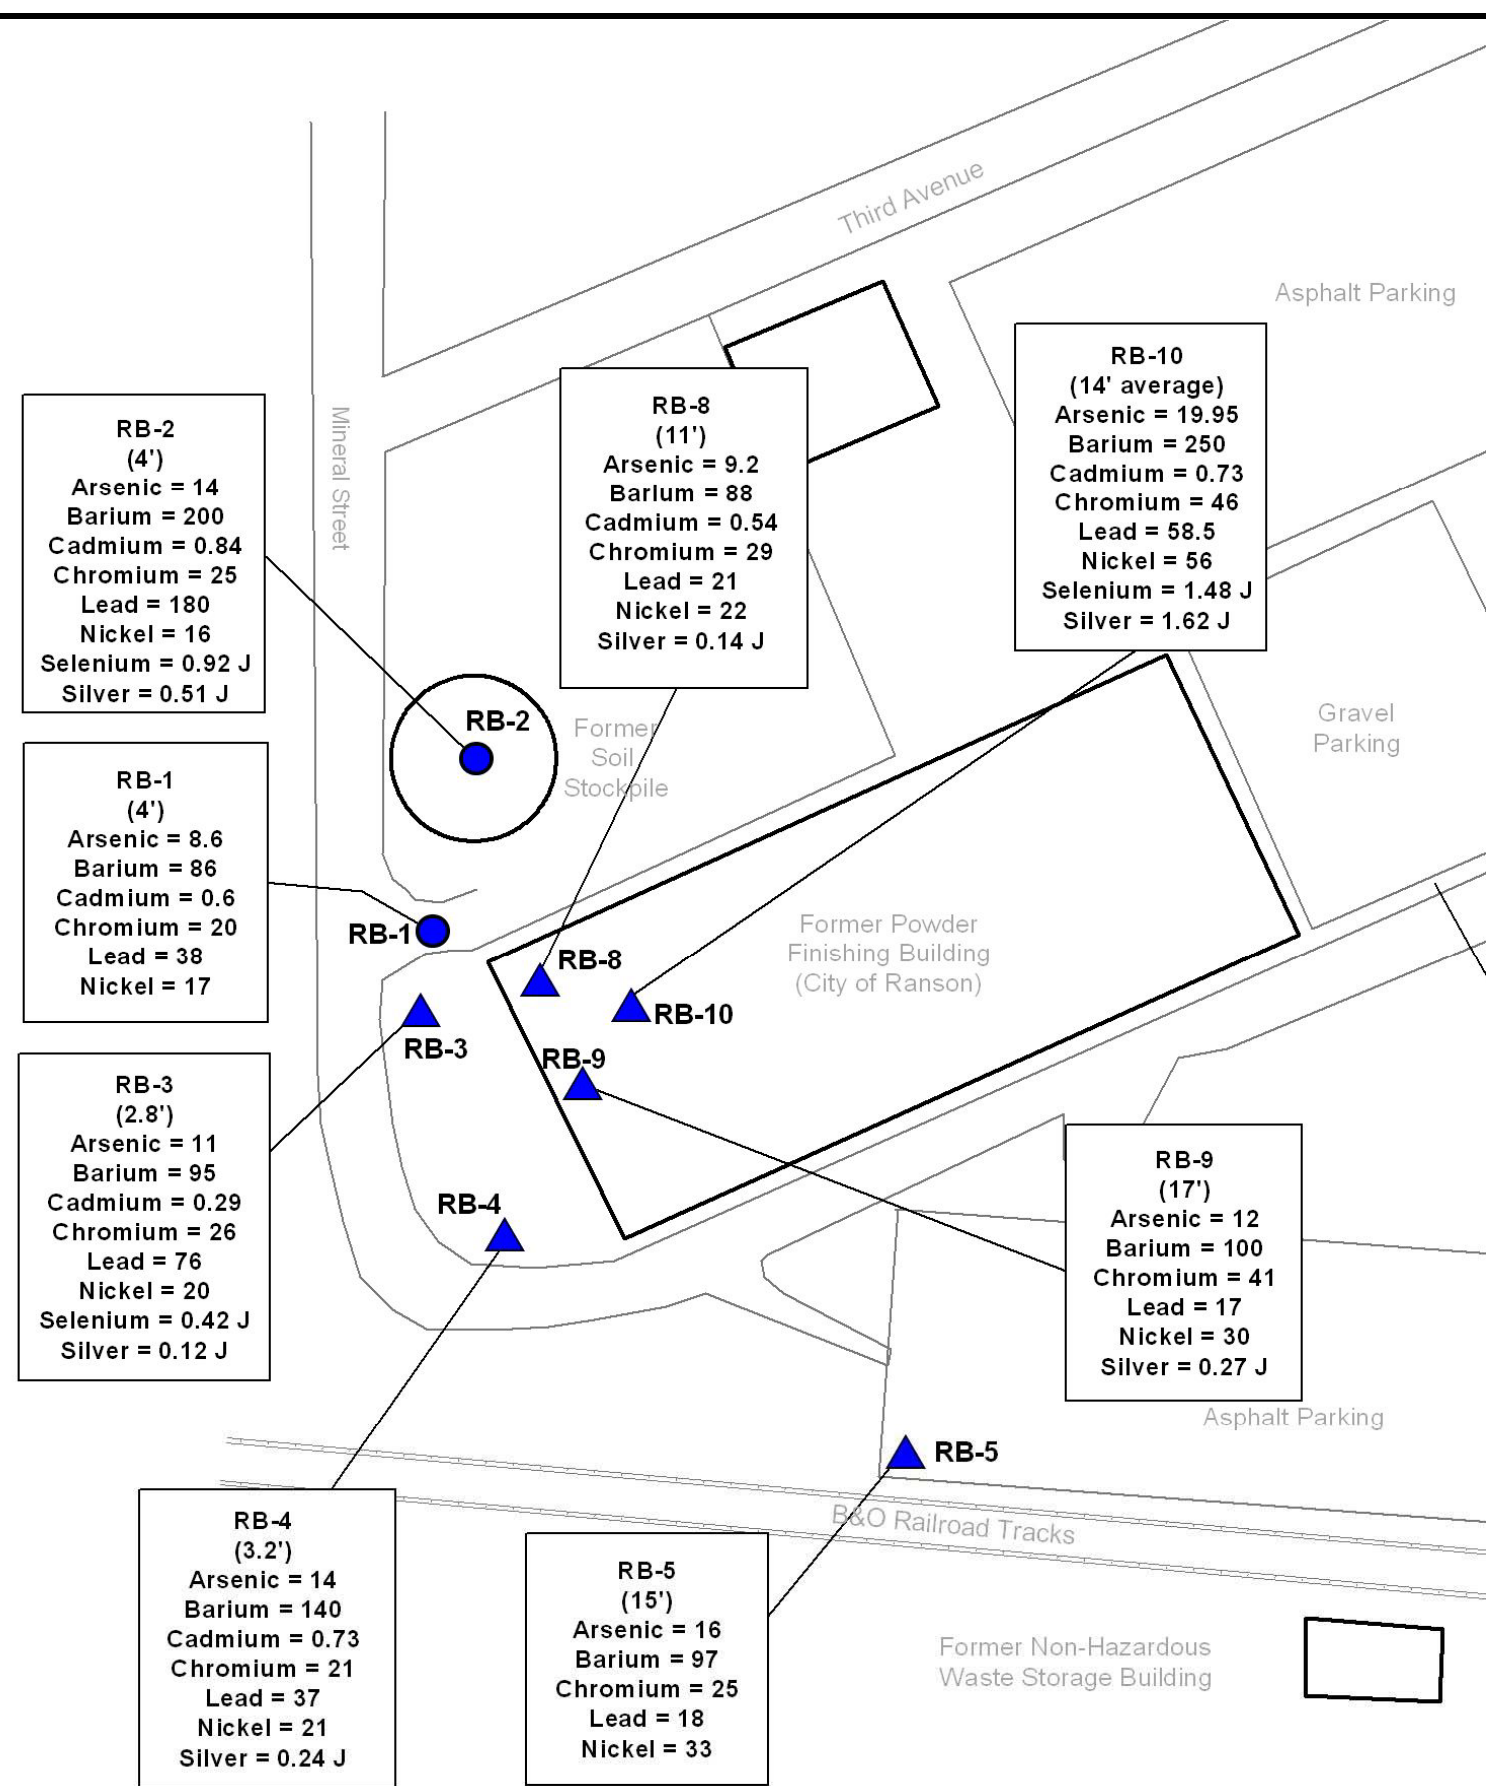 Third Avenue
Asphalt Parking
Mineral Street
RB-2
(4')
Arsenic = 14
Barium = 200
Cadmium = 0.84
Chromium = 25
Lead = 180
Nickel = 16
Selenium = 0.92 J
Silver = 0.51 J
RB-8
(11')
Arsenic = 9.2
Barium = 88
Cadmium = 0.54
Chromium = 29
Lead = 21
Nickel = 22
Silver = 0.14 J
RB-10
(14' average)
Arsenic = 19.95
Barium = 250
Cadmium = 0.73
Chromium = 46
Lead = 58.5
Nickel = 56
Selenium = 1.48 J
Silver = 1.62 J
RB-2
Former
Soil
Stockpile
Gravel
Parking
RB-1
(4')
Arsenic = 8.6
Barium = 86
Cadmium = 0.6
Chromium = 20
Lead = 38
Nickel = 17
RB-1
RB-8
RB-10
Former Powder
Finishing Building
(City of Ranson)
RB-3
RB-9
RB-3
(2.8')
Arsenic = 11
Barium = 95
Cadmium = 0.29
Chromium = 26
Lead = 76
Nickel = 20
Selenium = 0.42 J
Silver = 0.12 J
RB-4
RB-9
(17')
Arsenic = 12
Barium = 100
Chromium = 41
Lead = 17
Nickel = 30
Silver = 0.27 J
Asphalt Parking
RB-5
B&O Railroad Tracks
RB-4
(3.2')
Arsenic = 14
Barium = 140
Cadmium = 0.73
Chromium = 21
Lead = 37
Nickel = 21
Silver = 0.24 J
RB-5
(15')
Arsenic = 16
Barium = 97
Chromium = 25
Lead = 18
Nickel = 33
Former Non-Hazardous
Waste Storage Building